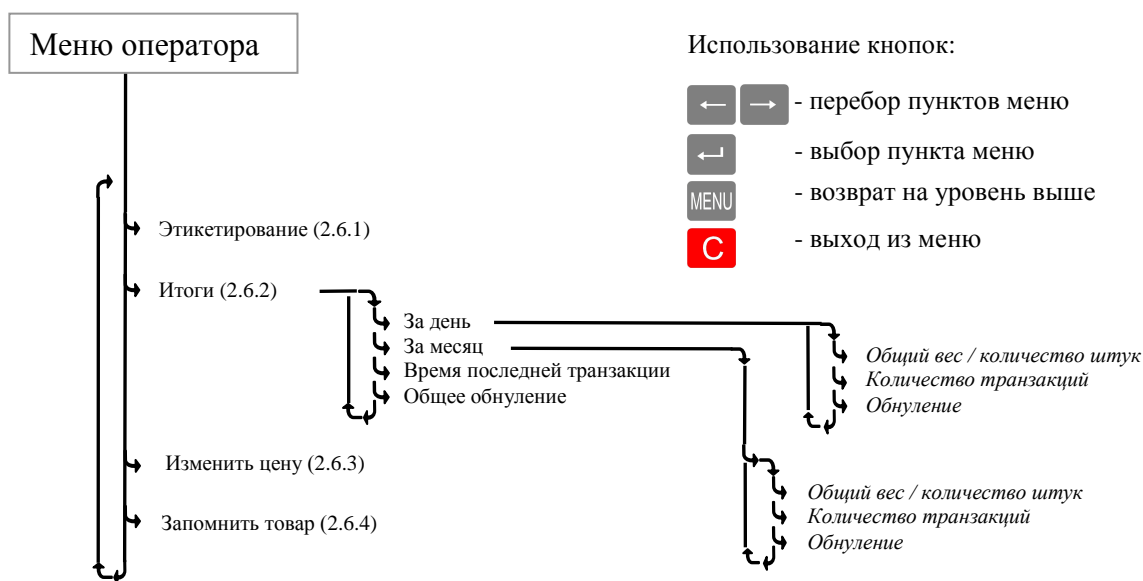 Меню оператора
Использование кнопок:
← → - перебор пунктов меню
↵ - выбор пункта меню
MENU - возврат на уровень выше
C - выход из меню
Этикетирование (2.6.1)
Итоги (2.6.2)
За день
За месяц
Время последней транзакции
Общее обнуление
Общий вес / количество штук
Количество транзакций
Обнуление
Изменить цену (2.6.3)
Запомнить товар (2.6.4)
Общий вес / количество штук
Количество транзакций
Обнуление